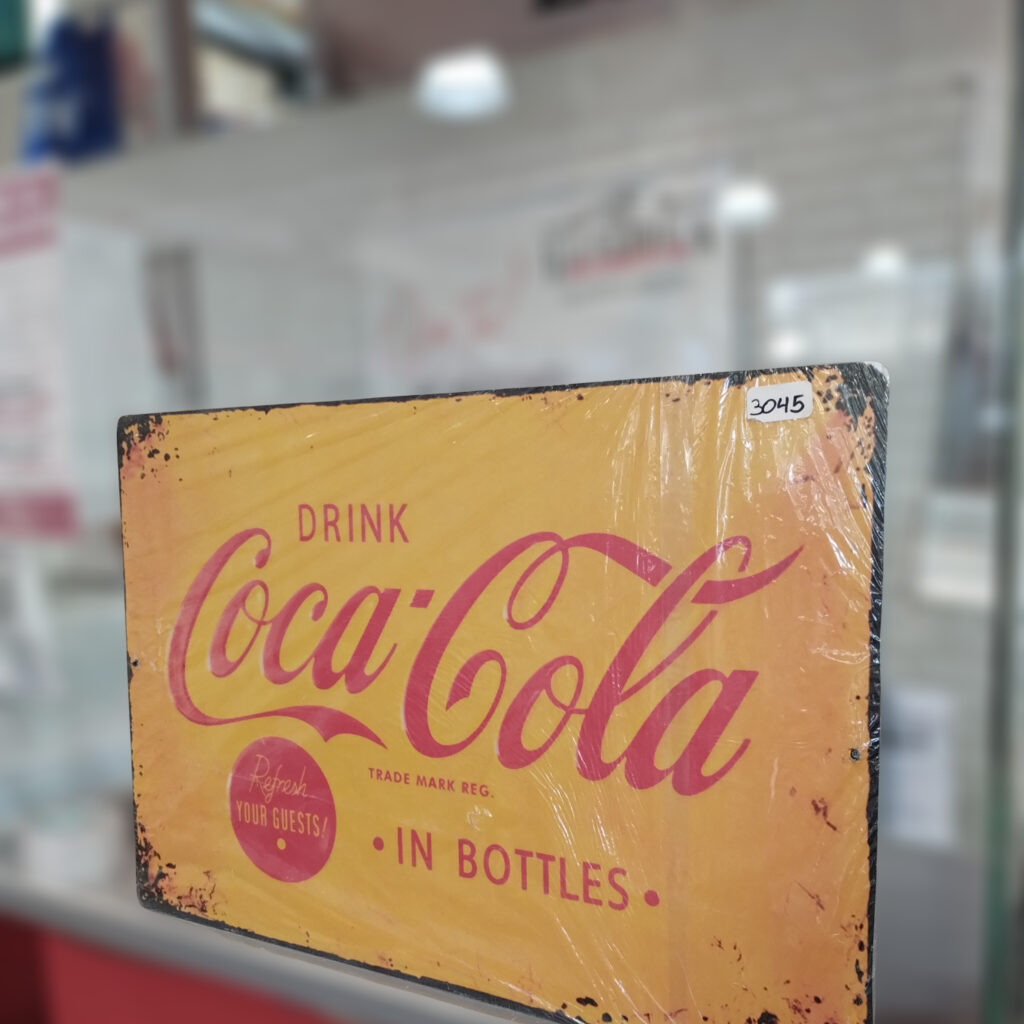 3045
DRINK
Coca-Cola
TRADE MARK REG.
Refresh
YOUR GUESTS!
• IN BOTTLES •